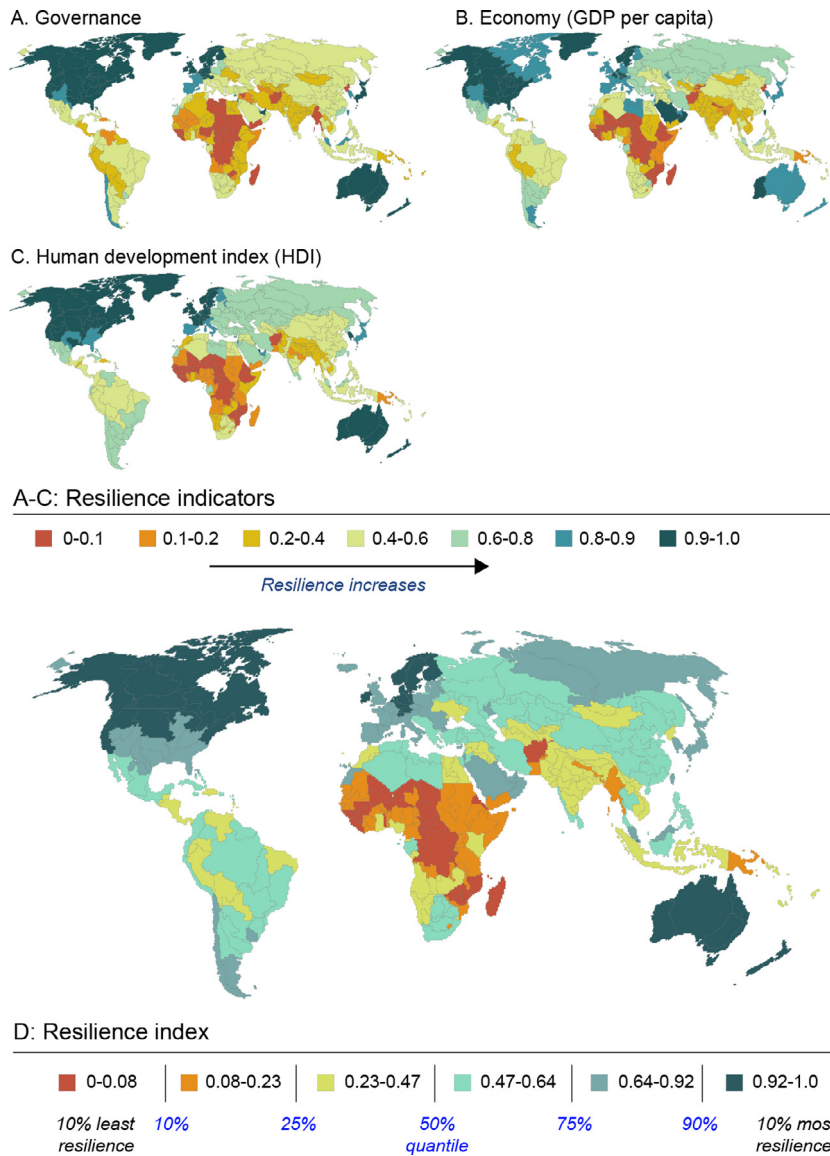 A. Governance
B. Economy (GDP per capita)
C. Human development index (HDI)
A-C: Resilience indicators
0-0.1 0.1-0.2 0.2-0.4 0.4-0.6 0.6-0.8 0.8-0.9 0.9-1.0
Resilience increases
D: Resilience index
0-0.08 0.08-0.23 0.23-0.47 0.47-0.64 0.64-0.92 0.92-1.0
10% least 10% 25% 50% 75% 90% 10% most
resilience quantile resilience